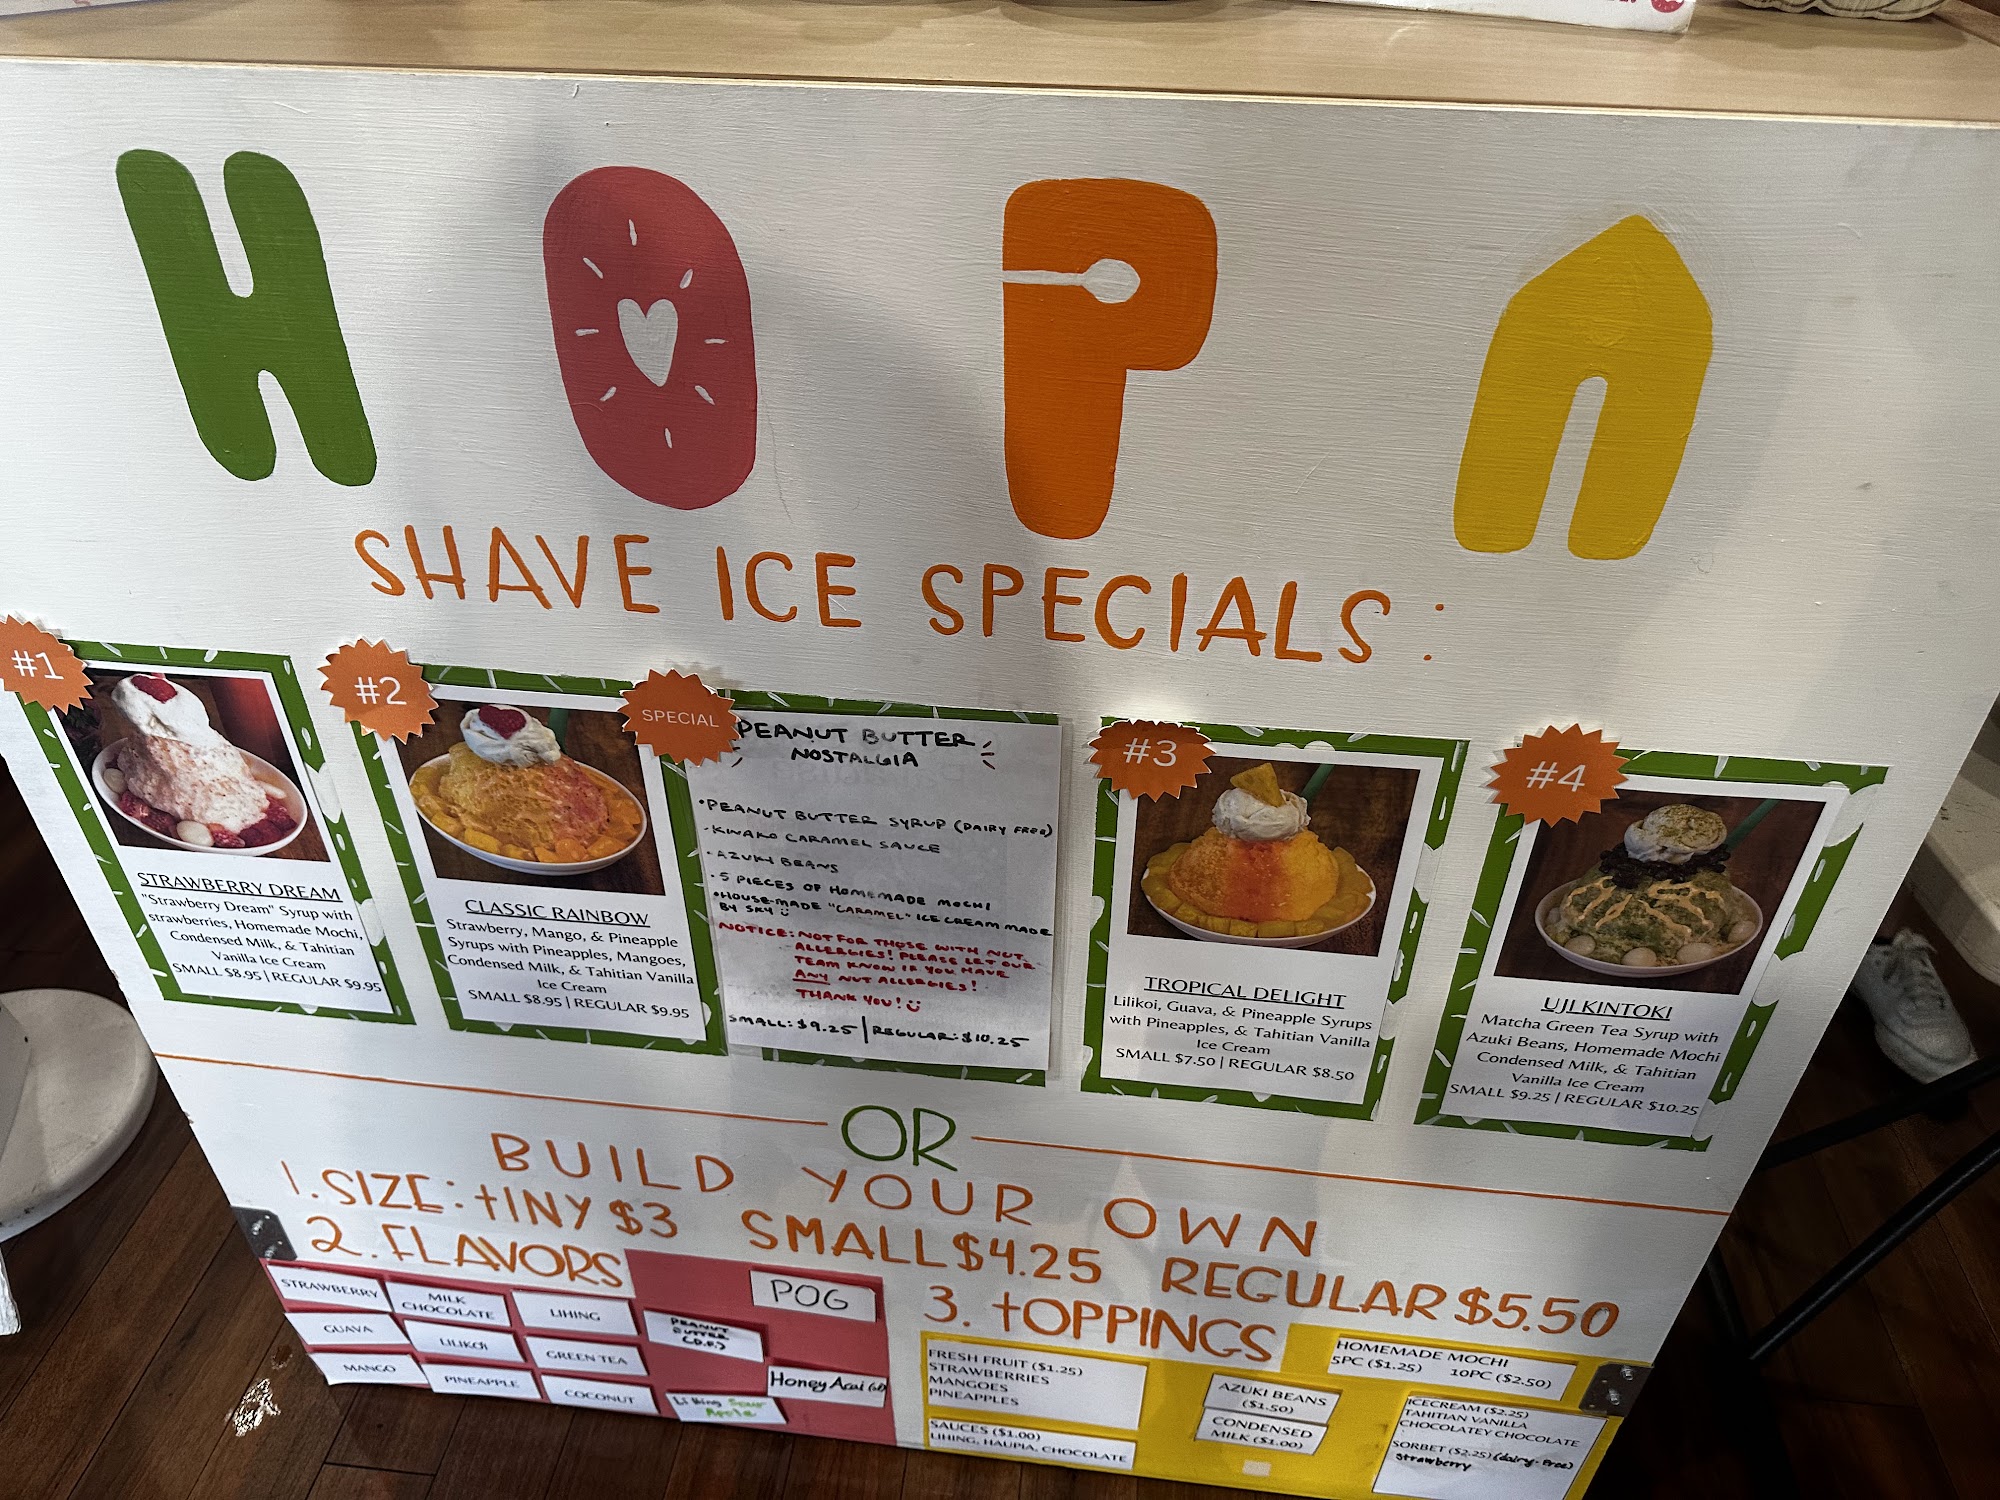 HOPA
SHAVE ICE SPECIALS:
#1
STRAWBERRY DREAM
"Strawberry Dream" Syrup with
strawberries, Homemade Mochi,
Condensed Milk, & Tahitian
Vanilla Ice Cream
SMALL $8.95 | REGULAR $9.95
#2
CLASSIC RAINBOW
Strawberry, Mango, & Pineapple
Syrups with Pineapples, Mangoes,
Condensed Milk, & Tahitian Vanilla
Ice Cream
SMALL $8.95 | REGULAR $9.95
SPECIAL
PEANUT BUTTER
NOSTALGIA
• PEANUT BUTTER SYRUP (DAIRY FREE)
• KINAKO CARAMEL SAUCE
• AZUKI BEANS
• 5 PIECES OF HOMEMADE MOCHI
• HOUSE-MADE "CARAMEL" ICE CREAM MADE
BY SKY
NOTICE: NOT FOR THOSE WITH NUT
ALLERGIES! PLEASE LET OUR
TEAM KNOW IF YOU HAVE
ANY NUT ALLERGIES!
THANK YOU!
SMALL: $9.25 | REGULAR: $10.25
#3
TROPICAL DELIGHT
Lilikoi, Guava, & Pineapple Syrups
with Pineapples, & Tahitian Vanilla
Ice Cream
SMALL $7.50 | REGULAR $8.50
#4
UJI KINTOKI
Matcha Green Tea Syrup with
Azuki Beans, Homemade Mochi
Condensed Milk, & Tahitian
Vanilla Ice Cream
SMALL $9.25 | REGULAR $10.25
OR
BUILD YOUR OWN
1. SIZE: TINY $3 SMALL $4.25 REGULAR $5.50
2. FLAVORS
STRAWBERRY
MILK
CHOCOLATE
LIHING
PEANUT
BUTTER
(D.F.)
POG
GUAVA
LILIKOI
GREEN TEA
Honey Acai
MANGO
PINEAPPLE
COCONUT
Li Hing Sour
Apple
3. TOPPINGS
FRESH FRUIT ($1.25)
STRAWBERRIES
MANGOES
PINEAPPLES
SAUCES ($1.00)
LIHING, HAUPIA, CHOCOLATE
AZUKI BEANS
($1.50)
CONDENSED
MILK ($1.00)
HOMEMADE MOCHI
5PC ($1.25) 10PC ($2.50)
ICECREAM ($2.25)
TAHITIAN VANILLA
CHOCOLATEY CHOCOLATE
SORBET ($2.25) (dairy-free)
strawberry